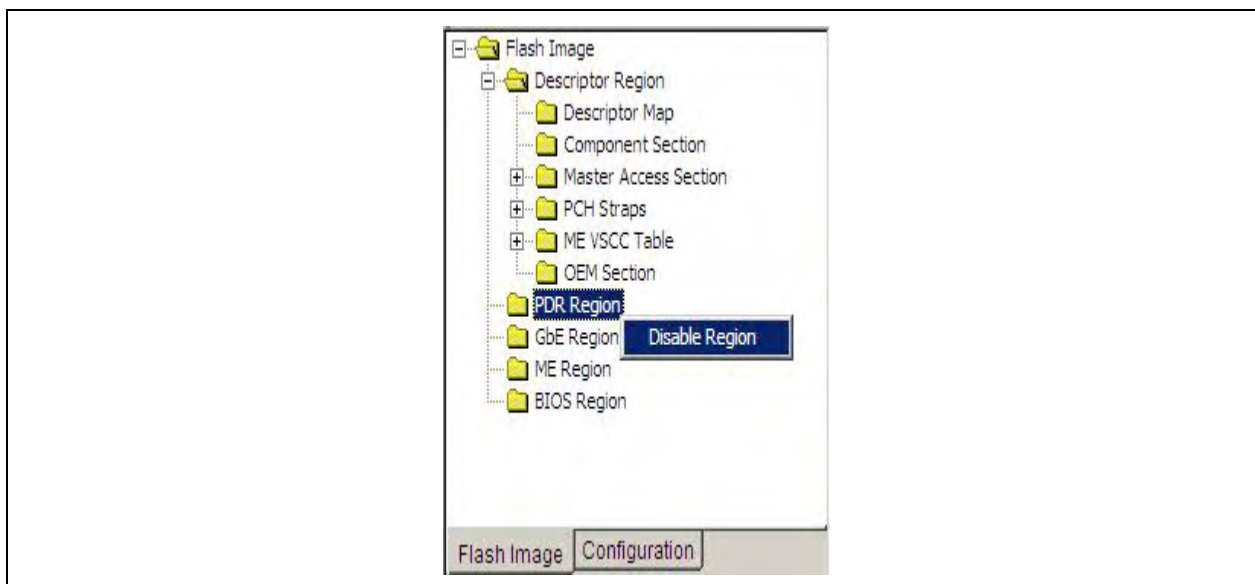 Flash Image
Descriptor Region
Descriptor Map
Component Section
Master Access Section
PCH Straps
ME VSCC Table
OEM Section
PDR Region
GbE Region Disable Region
ME Region
BIOS Region
Flash Image Configuration